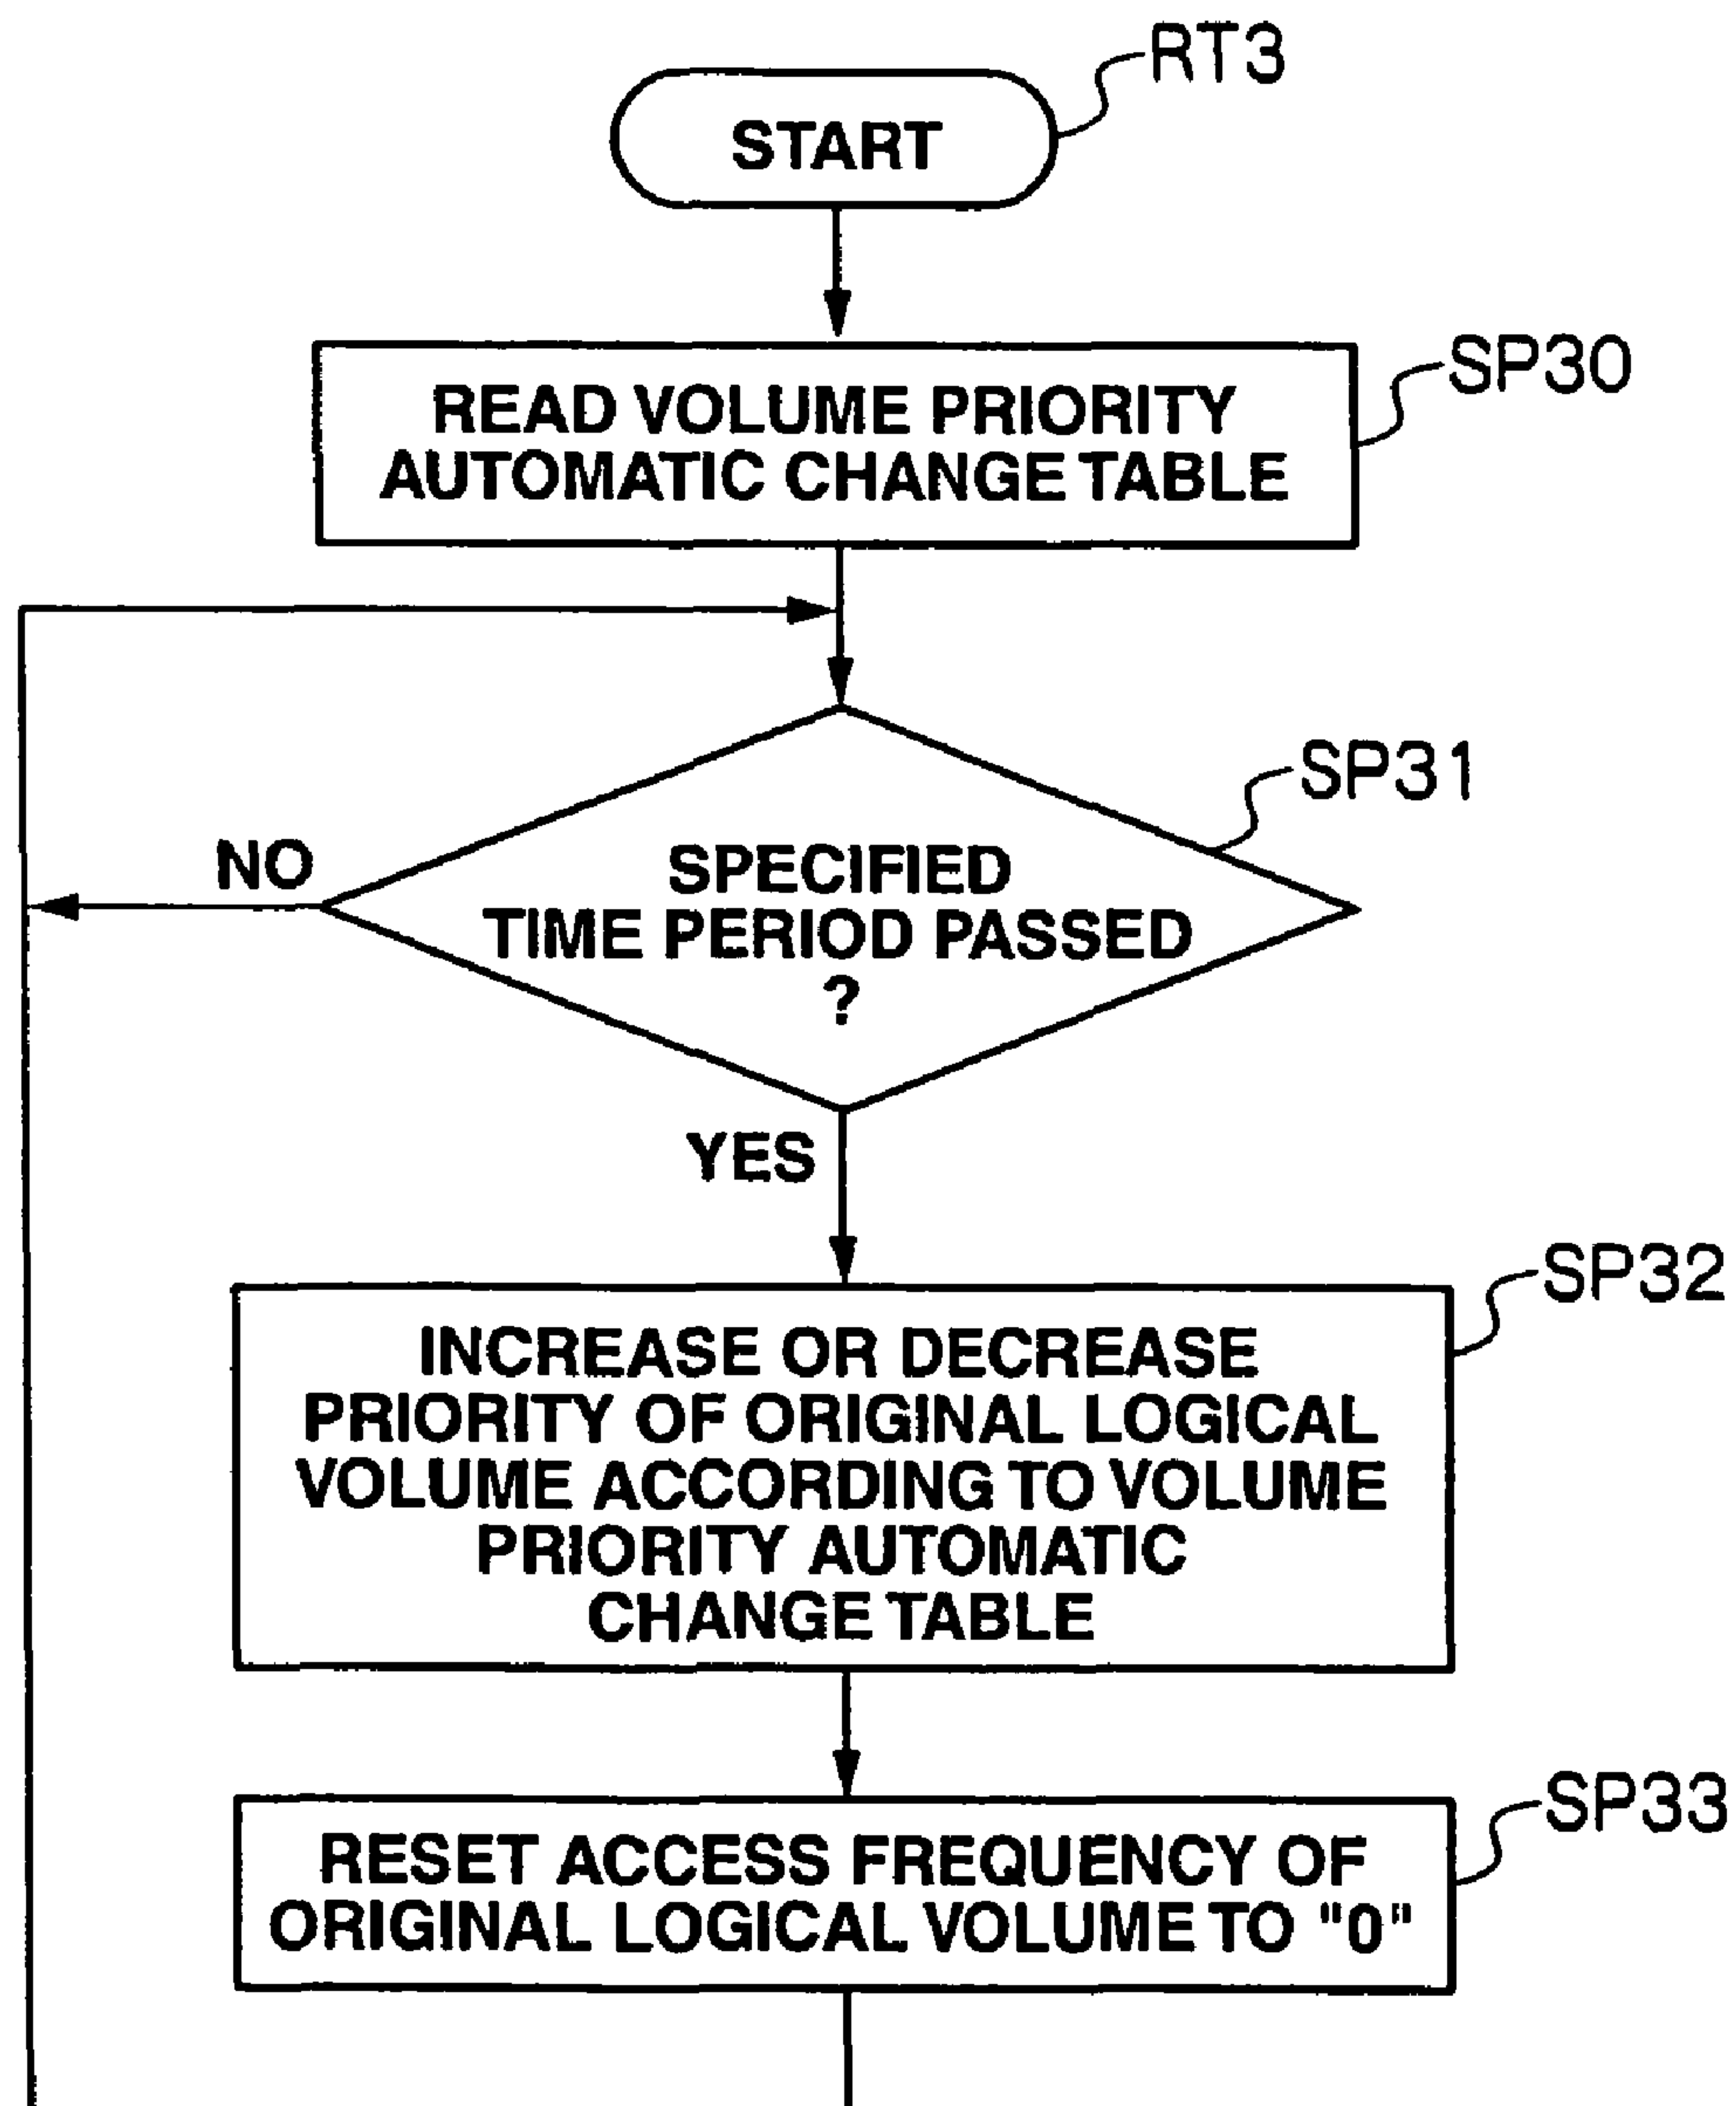 RT3
START
SP30
READ VOLUME PRIORITY
AUTOMATIC CHANGE TABLE
SP31
NO
SPECIFIED
TIME PERIOD PASSED
?
YES
SP32
INCREASE OR DECREASE
PRIORITY OF ORIGINAL LOGICAL
VOLUME ACCORDING TO VOLUME
PRIORITY AUTOMATIC
CHANGE TABLE
SP33
RESET ACCESS FREQUENCY OF
ORIGINAL LOGICAL VOLUME TO "0"